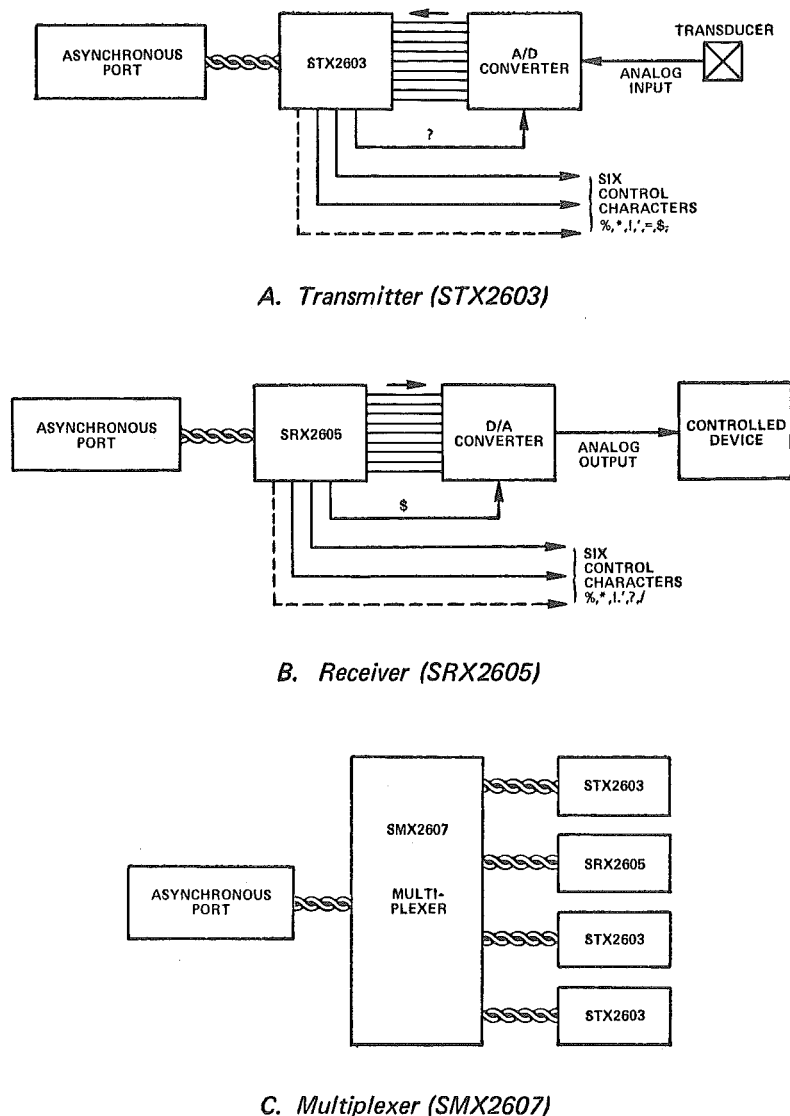 TRANSDUCER
ASYNCHRONOUS
PORT
STX2603
A/D
CONVERTER
ANALOG
INPUT
?
SIX
CONTROL
CHARACTERS
%,*,!,',=,$,
A. Transmitter (STX2603)
ASYNCHRONOUS
PORT
SRX2605
D/A
CONVERTER
ANALOG
OUTPUT
CONTROLLED
DEVICE
$
SIX
CONTROL
CHARACTERS
%,*,!.',?,/
B. Receiver (SRX2605)
ASYNCHRONOUS
PORT
SMX2607
MULTI-
PLEXER
STX2603
SRX2605
STX2603
STX2603
C. Multiplexer (SMX2607)